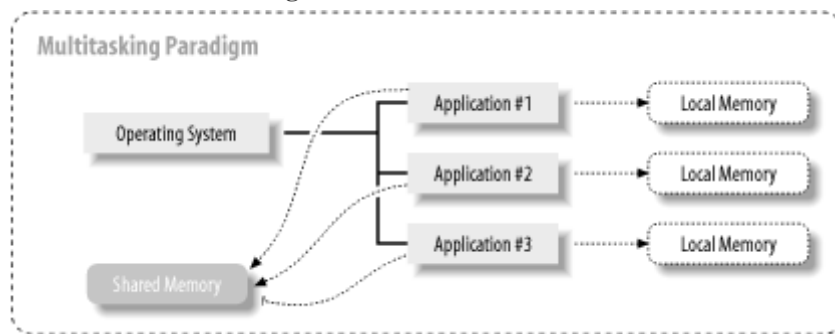 Multitasking Paradigm
Application #1
Local Memory
Operating System
Application #2
Local Memory
Application #3
Local Memory
Shared Memory